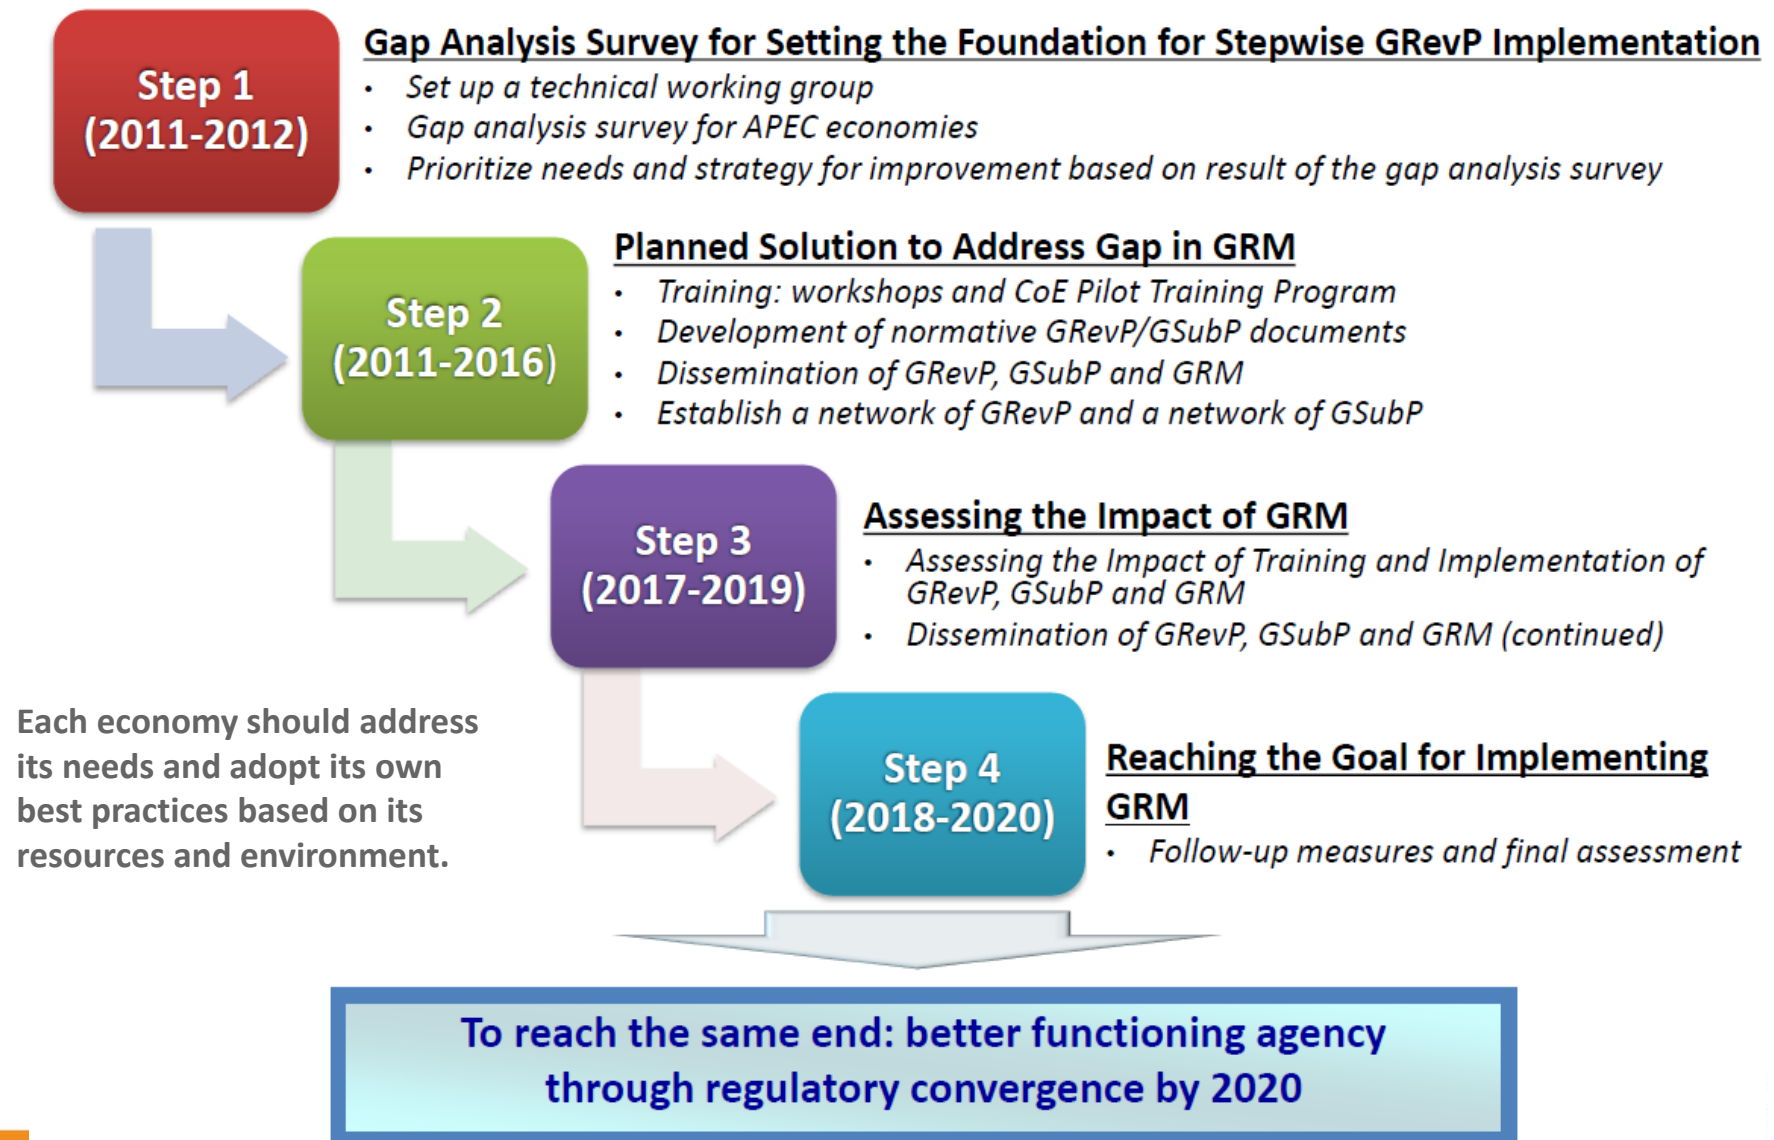 Step 1
(2011-2012)
Gap Analysis Survey for Setting the Foundation for Stepwise GRevP Implementation
• Set up a technical working group
• Gap analysis survey for APEC economies
• Prioritize needs and strategy for improvement based on result of the gap analysis survey
Step 2
(2011-2016)
Planned Solution to Address Gap in GRM
• Training: workshops and CoE Pilot Training Program
• Development of normative GRevP/GSubP documents
• Dissemination of GRevP, GSubP and GRM
• Establish a network of GRevP and a network of GSubP
Step 3
(2017-2019)
Assessing the Impact of GRM
• Assessing the Impact of Training and Implementation of
GRevP, GSubP and GRM
• Dissemination of GRevP, GSubP and GRM (continued)
Each economy should address
its needs and adopt its own
best practices based on its
resources and environment.
Step 4
(2018-2020)
Reaching the Goal for Implementing
GRM
• Follow-up measures and final assessment
To reach the same end: better functioning agency
through regulatory convergence by 2020